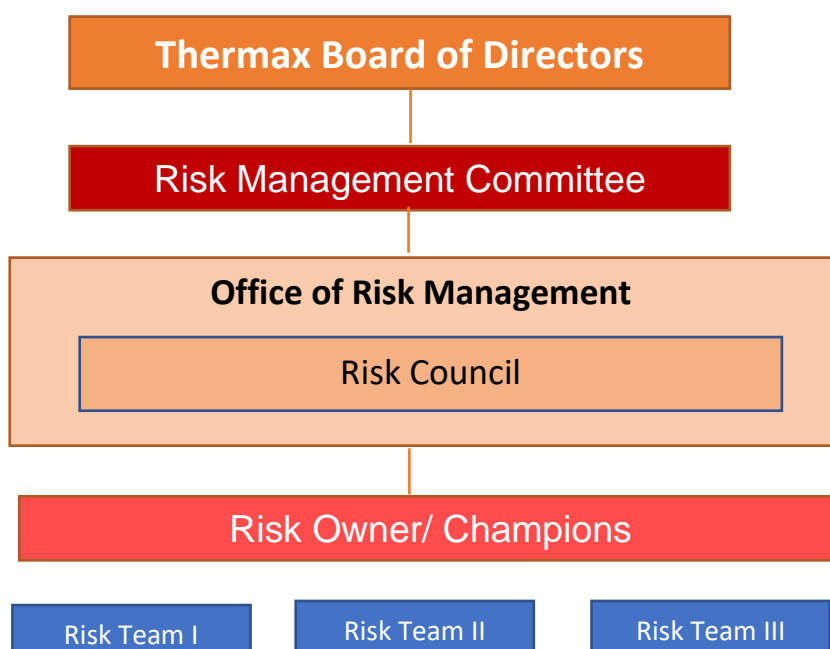 Thermax Board of Directors
Risk Management Committee
Office of Risk Management
Risk Council
Risk Owner/ Champions
Risk Team I
Risk Team II
Risk Team III